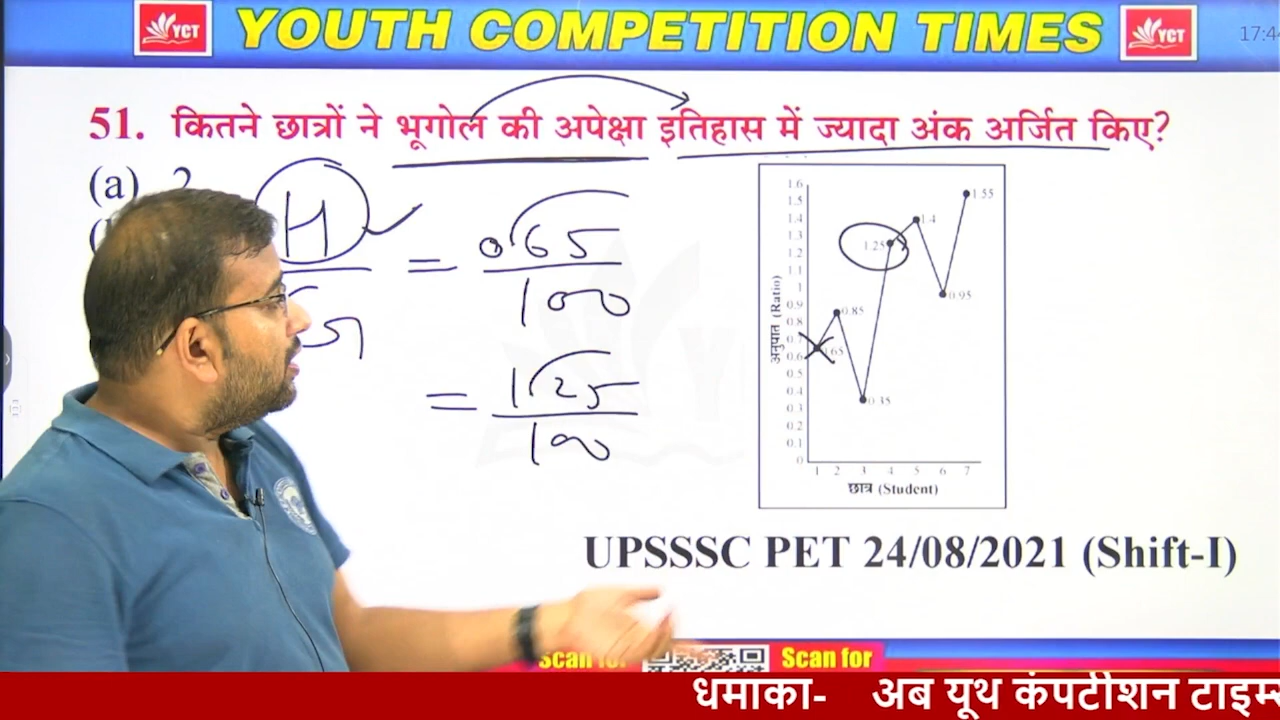 YCT
YOUTH COMPETITION TIMES
YCT
17:44
51. कितने छात्रों ने भूगोल की अपेक्षा इतिहास में ज्यादा अंक अर्जित किए?
(a) 2
H = 0.65
100
= 1.25
100
1.6
1.5
1.4
1.3
1.2
1.1
1
0.9
0.8
0.7
0.6
0.5
0.4
0.3
0.2
0.1
0
0.85
0.35
1.25
1.4
0.95
1.55
अनुपात (Ratio)
1 2 3 4 5 6 7
छात्र (Student)
UPSSSC PET 24/08/2021 (Shift-I)
Scan for
Scan for
धमाका- अब यूथ कंपटीशन टाइम्स